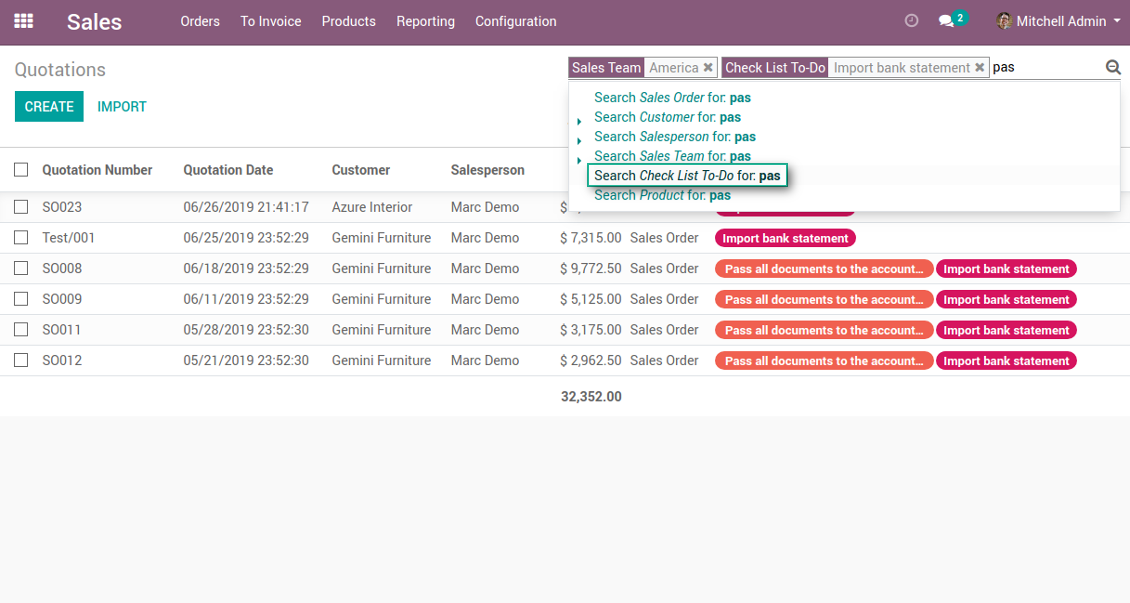 Sales Orders To Invoice Products Reporting Configuration 2 Mitchell Admin
Quotations Sales Team America ✖ Check List To-Do Import bank statement ✖ pas
CREATE IMPORT
Search Sales Order for: pas
Search Customer for: pas
Search Salesperson for: pas
Search Sales Team for: pas
Search Check List To-Do for: pas
Search Product for: pas
Quotation Number Quotation Date Customer Salesperson
SO023 06/26/2019 21:41:17 Azure Interior Marc Demo $
Test/001 06/25/2019 23:52:29 Gemini Furniture Marc Demo $ 7,315.00 Sales Order Import bank statement
SO008 06/18/2019 23:52:29 Gemini Furniture Marc Demo $ 9,772.50 Sales Order Pass all documents to the account... Import bank statement
SO009 06/11/2019 23:52:29 Gemini Furniture Marc Demo $ 5,125.00 Sales Order Pass all documents to the account... Import bank statement
SO011 05/28/2019 23:52:30 Gemini Furniture Marc Demo $ 3,175.00 Sales Order Pass all documents to the account... Import bank statement
SO012 05/21/2019 23:52:30 Gemini Furniture Marc Demo $ 2,962.50 Sales Order Pass all documents to the account... Import bank statement
32,352.00